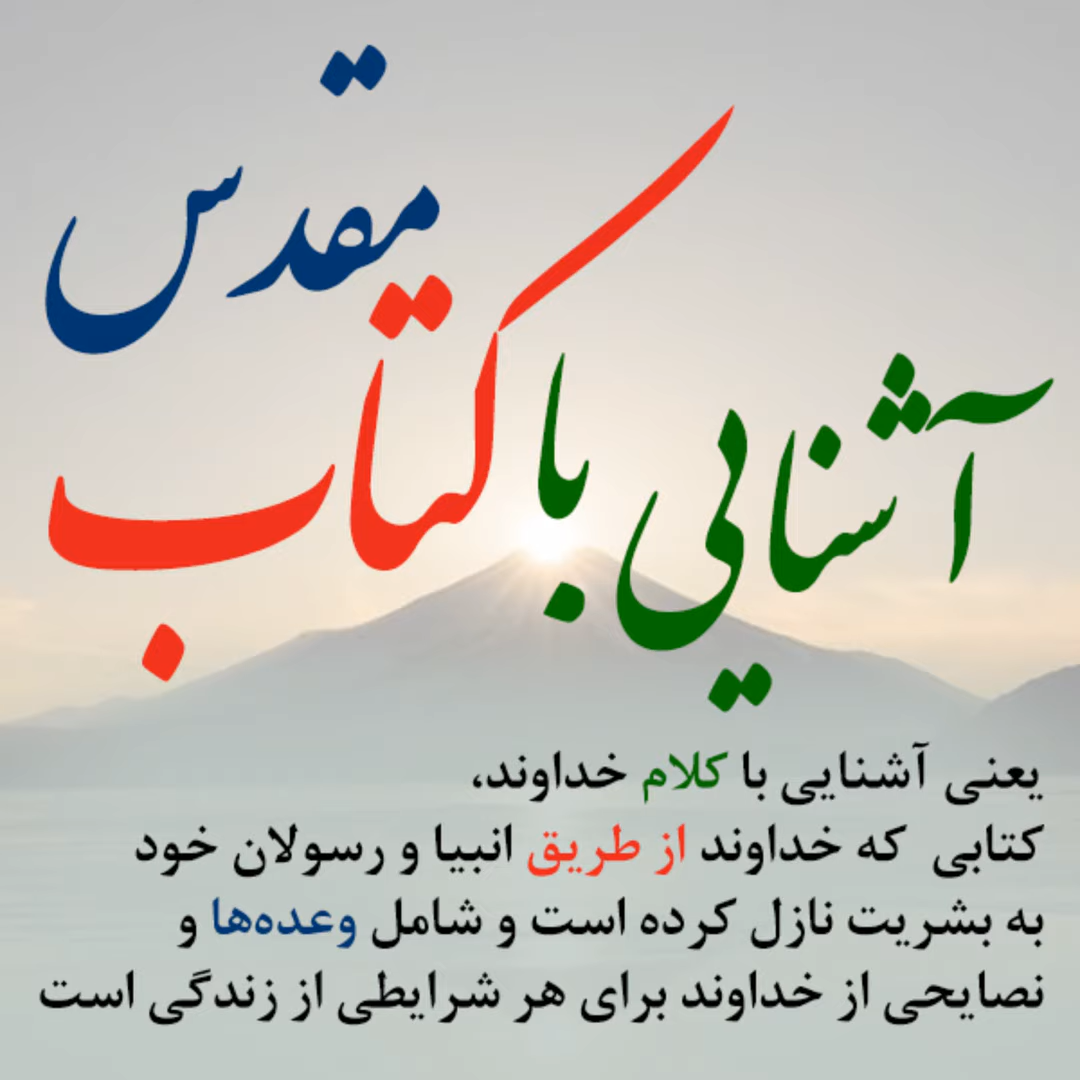 آشنایی با
کتاب
مقدس
یعنی آشنایی با کلام خداوند،
کتابی که خداوند از طریق انبیا و رسولان خود
به بشریت نازل کرده است و شامل وعده‌ها و
نصایحی از خداوند برای هر شرایطی از زندگی است